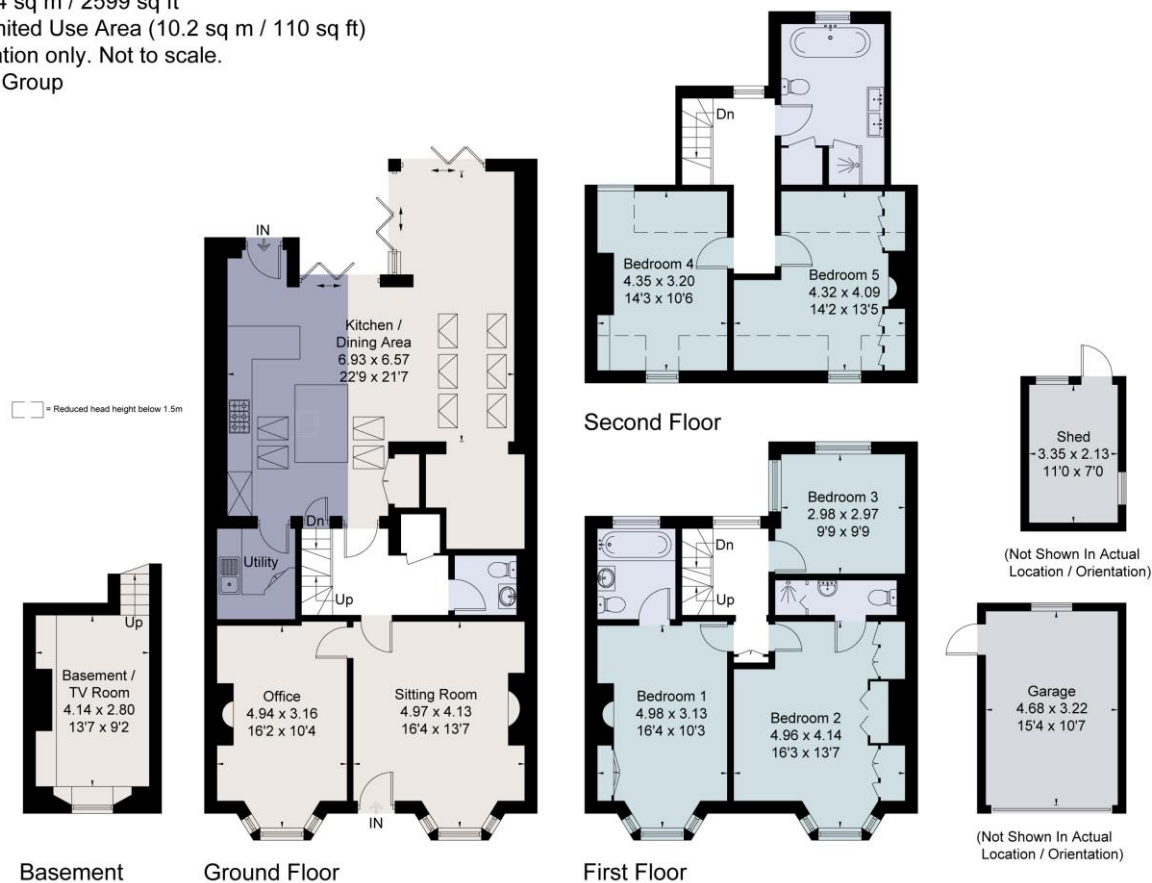 sq m / 2599 sq ft
Use Area (10.2 sq m / 110 sq ft)
only. Not to scale.
Group
Dn
Bedroom 4
4.35 x 3.20
14'3 x 10'6
Bedroom 5
4.32 x 4.09
14'2 x 13'5
Second Floor
IN
Kitchen /
Dining Area
6.93 x 6.57
22'9 x 21'7
= Reduced head height below 1.5m
Shed
3.35 x 2.13
11'0 x 7'0
(Not Shown In Actual
Location / Orientation)
Bedroom 3
2.98 x 2.97
9'9 x 9'9
Dn
Up
Utility
Dn
Up
Up
Basement /
TV Room
4.14 x 2.80
13'7 x 9'2
Office
4.94 x 3.16
16'2 x 10'4
Sitting Room
4.97 x 4.13
16'4 x 13'7
IN
Bedroom 1
4.98 x 3.13
16'4 x 10'3
Bedroom 2
4.96 x 4.14
16'3 x 13'7
Garage
4.68 x 3.22
15'4 x 10'7
(Not Shown In Actual
Location / Orientation)
Basement
Ground Floor
First Floor